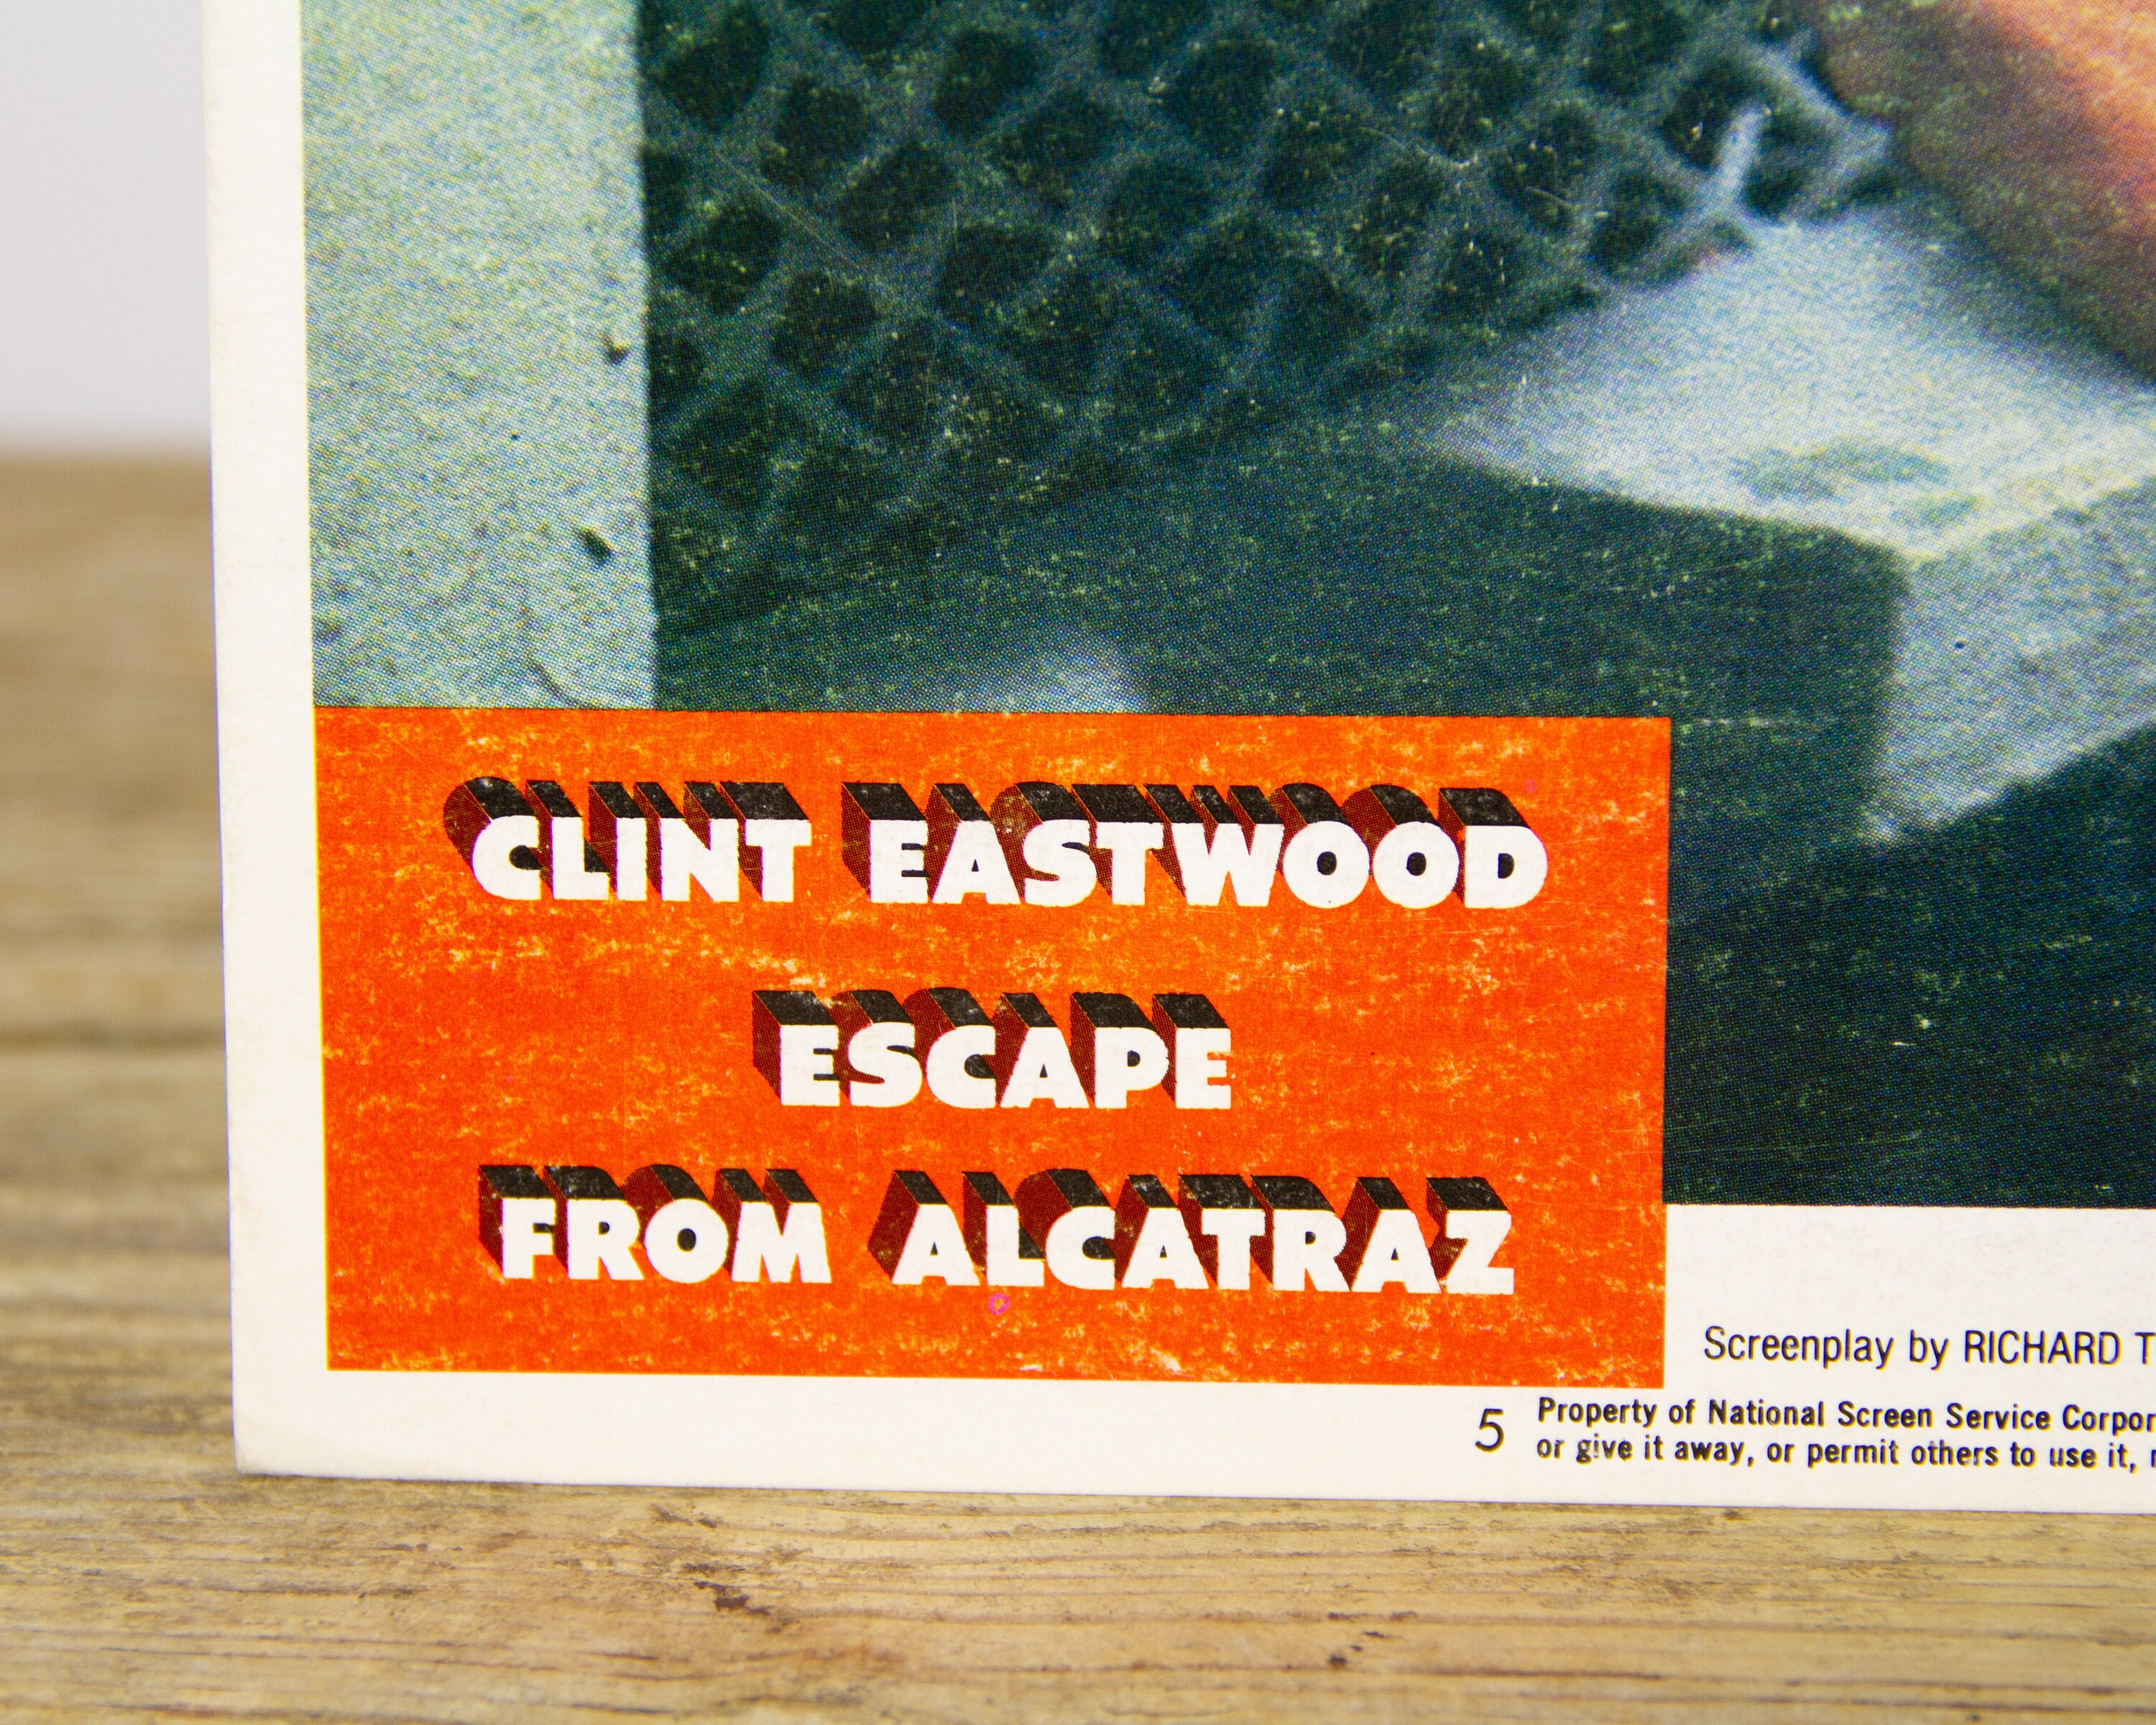 CLINT EASTWOOD
ESCAPE
FROM ALCATRAZ
Screenplay by RICHARD T
5
Property of National Screen Service Corpor
or give it away, or permit others to use it,